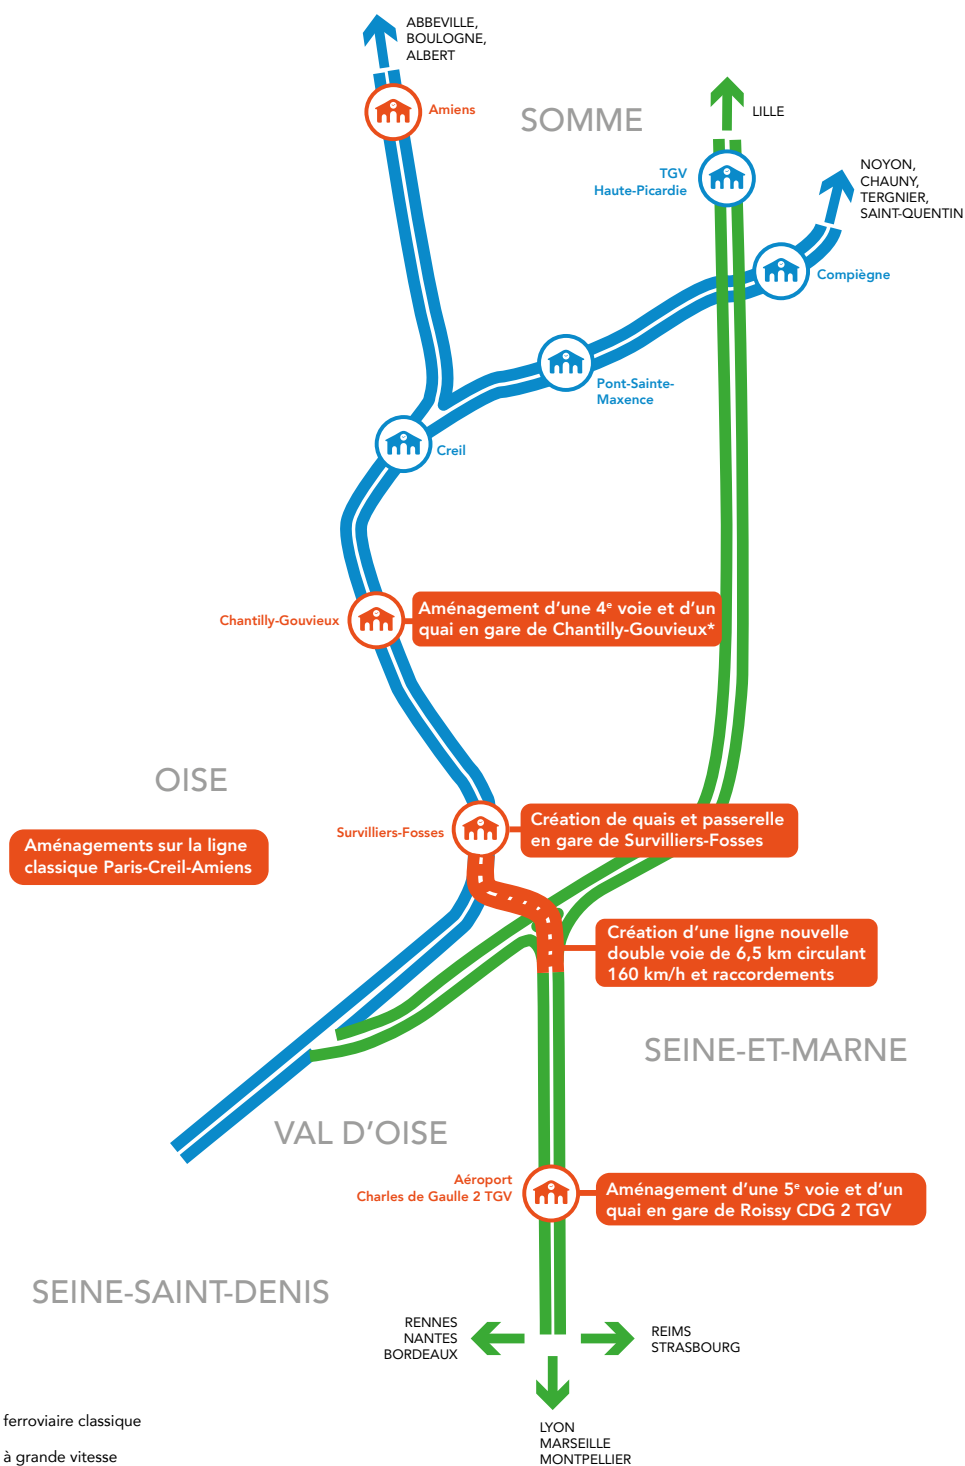 ABBEVILLE,
BOULOGNE,
ALBERT
Amiens
SOMME
LILLE
TGV
Haute-Picardie
NOYON,
CHAUNY,
TERGNIER,
SAINT-QUENTIN
Compiègne
Pont-Sainte-
Maxence
Creil
Chantilly-Gouvieux
Aménagement d’une 4e voie et d’un
quai en gare de Chantilly-Gouvieux*
OISE
Aménagements sur la ligne
classique Paris-Creil-Amiens
Survilliers-Fosses
Création de quais et passerelle
en gare de Survilliers-Fosses
Création d’une ligne nouvelle
double voie de 6,5 km circulant
160 km/h et raccordements
SEINE-ET-MARNE
VAL D’OISE
Aéroport
Charles de Gaulle 2 TGV
Aménagement d’une 5e voie et d’un
quai en gare de Roissy CDG 2 TGV
SEINE-SAINT-DENIS
RENNES
NANTES
BORDEAUX
REIMS
STRASBOURG
LYON
MARSEILLE
MONTPELLIER
ferroviaire classique
à grande vitesse